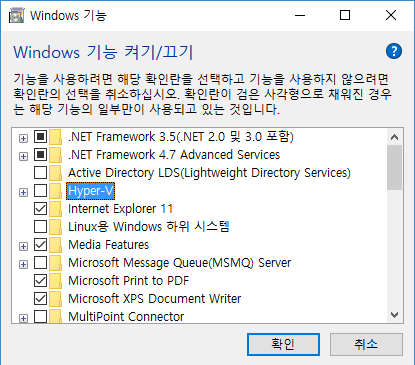 Windows 기능
Windows 기능 켜기/끄기
기능을 사용하려면 해당 확인란을 선택하고 기능을 사용하지 않으려면
확인란의 선택을 취소하십시오. 확인란이 검은 사각형으로 채워진 경우
는 해당 기능의 일부만이 사용되고 있는 것입니다.
.NET Framework 3.5(.NET 2.0 및 3.0 포함)
.NET Framework 4.7 Advanced Services
Active Directory LDS(Lightweight Directory Services)
Hyper-V
Internet Explorer 11
Linux용 Windows 하위 시스템
Media Features
Microsoft Message Queue(MSMQ) Server
Microsoft Print to PDF
Microsoft XPS Document Writer
MultiPoint Connector
확인
취소